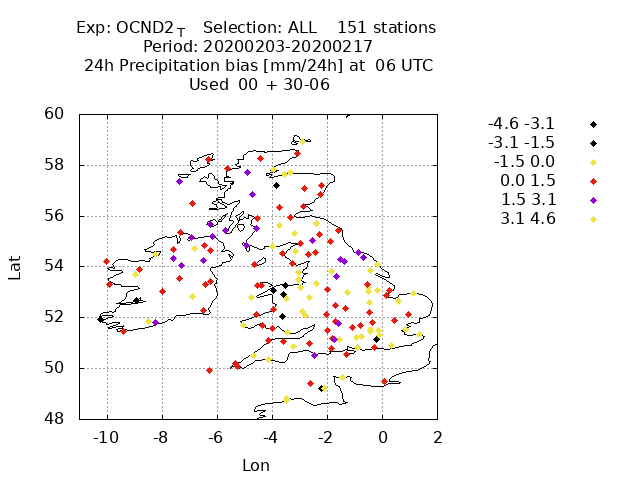 Exp: OCND2_T Selection: ALL 151 stations
Period: 20200203-20200217
24h Precipitation bias [mm/24h] at 06 UTC
Used 00 + 30-06
60
58
56
54
52
50
48
-10 -8 -6 -4 -2 0 2
Lat
Lon
-4.6 -3.1
-3.1 -1.5
-1.5 0.0
0.0 1.5
1.5 3.1
3.1 4.6